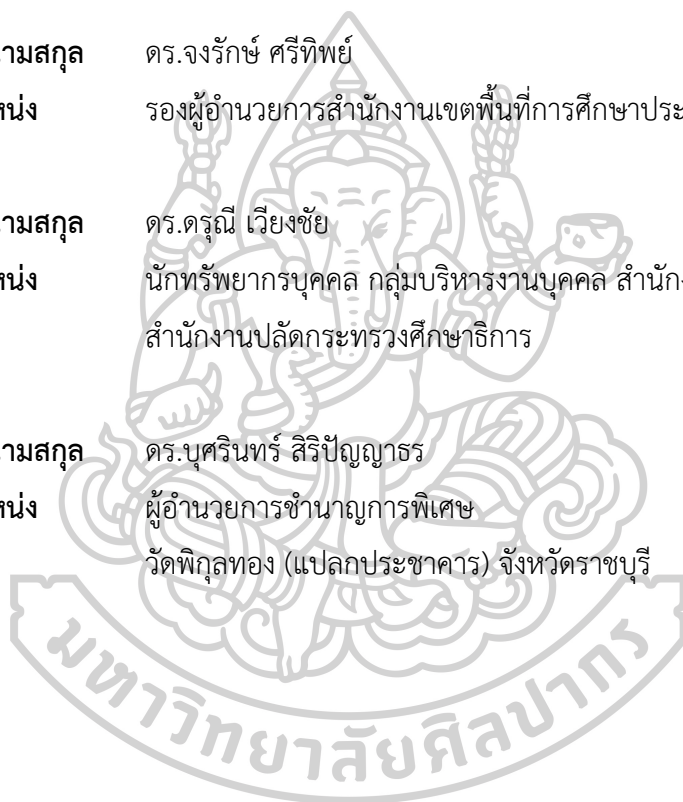 ามสกุล ดร.จงรักษ์ ศรีทิพย์
หน่ง รองผู้อำนวยการสำนักงานเขตพื้นที่การศึกษาประ
ามสกุล ดร.ดรุณี เวียงชัย
หน่ง นักทรัพยากรบุคคล กลุ่มบริหารงานบุคคล สำนัก
สำนักงานปลัดกระทรวงศึกษาธิการ
ามสกุล ดร.บุศรินทร์ สิริปัญญาธร
หน่ง ผู้อำนวยการชำนาญการพิเศษ
วัดพิกุลทอง (แปลกประชาคาร) จังหวัดราชบุรี
มหาวิทยาลัยศิลปากร